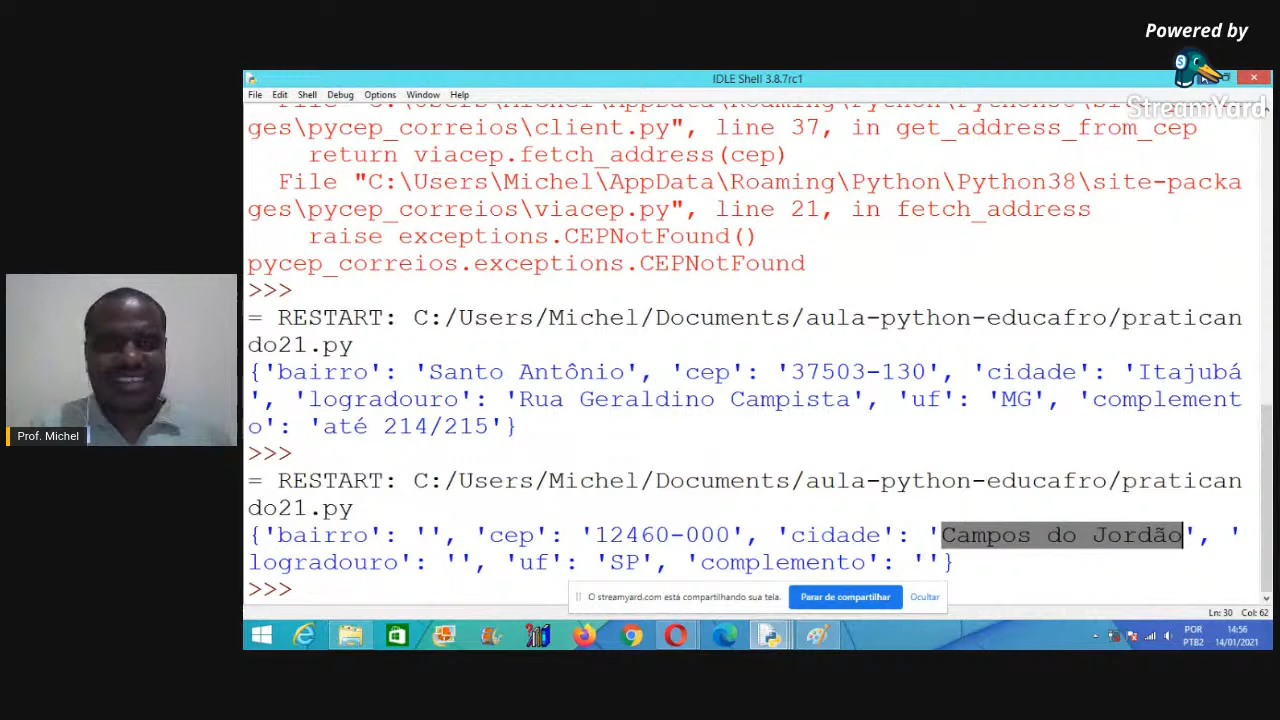 Powered by
StreamYard
IDLE Shell 3.8.7rc1
File Edit Shell Debug Options Window Help
ges\pycep_correios\client.py", line 37, in get_address_from_cep
return viacep.fetch_address(cep)
File "C:\Users\Michel\AppData\Roaming\Python\Python38\site-packa
ges\pycep_correios\viacep.py", line 21, in fetch_address
raise exceptions.CEPNotFound()
pycep_correios.exceptions.CEPNotFound
>>>
= RESTART: C:/Users/Michel/Documents/aula-python-educafro/pratican
do21.py
{'bairro': 'Santo Antônio', 'cep': '37503-130', 'cidade': 'Itajubá
', 'logradouro': 'Rua Geraldino Campista', 'uf': 'MG', 'complement
o': 'até 214/215'}
>>>
= RESTART: C:/Users/Michel/Documents/aula-python-educafro/pratican
do21.py
{'bairro': '', 'cep': '12460-000', 'cidade': 'Campos do Jordão', '
logradouro': '', 'uf': 'SP', 'complemento': ''}
>>>
Prof. Michel
O streamyard.com está compartilhando sua tela. Parar de compartilhar Ocultar
Ln: 30 Col: 62
POR 14:56
PTB2 14/01/2021